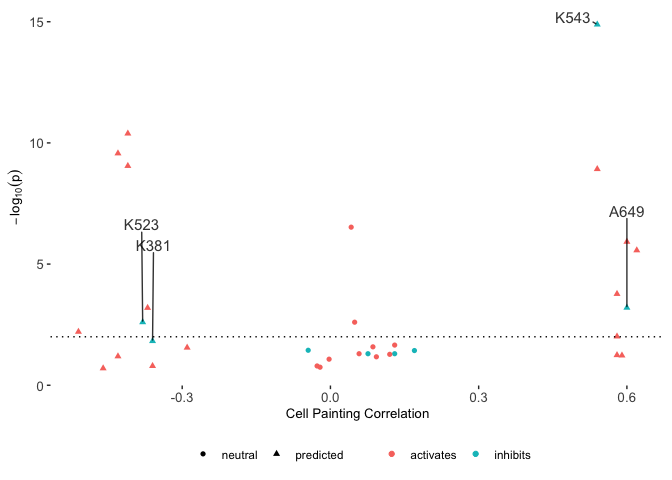 K543
15
10
A649
K523
K381
5
0
−log10(p)
-0.3
0.0
0.3
0.6
Cell Painting Correlation
neutral predicted activates inhibits